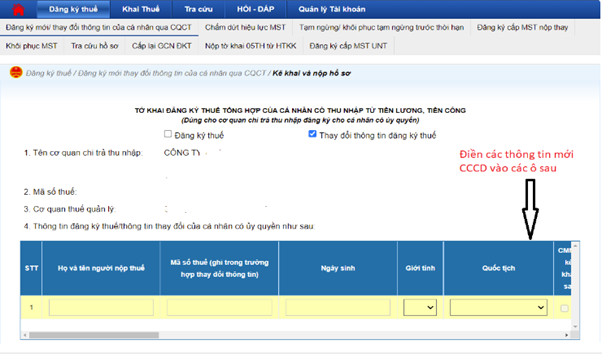 Đăng ký thuế Khai Thuế Tra cứu HỎI - ĐÁP Quản lý Tài khoản
Đăng ký mới/ thay đổi thông tin của cá nhân qua CQCT Chấm dứt hiệu lực MST Tạm ngừng/ khôi phục tạm ngừng trước thời hạn Đăng ký cấp MST nộp thay
Khôi phục MST Tra cứu hồ sơ Cấp lại GCN ĐKT Nộp tờ khai 05TH từ HTKK Đăng ký cấp MST UNT
Đăng ký thuế / Đăng ký mới thay đổi thông tin của cá nhân qua CQCT / Kê khai và nộp hồ sơ
TỜ KHAI ĐĂNG KÝ THUẾ TỔNG HỢP CỦA CÁ NHÂN CÓ THU NHẬP TỪ TIỀN LƯƠNG, TIỀN CÔNG
(Dùng cho cơ quan chi trả thu nhập đăng ký cho cá nhân có ủy quyền)
Đăng ký thuế Thay đổi thông tin đăng ký thuế
1. Tên cơ quan chi trả thu nhập: CÔNG TY
Điền các thông tin mới
CCCD vào các ô sau
2. Mã số thuế:
3. Cơ quan thuế quản lý:
4. Thông tin đăng ký thuế/thông tin thay đổi của cá nhân có ủy quyền như sau:
STT Họ và tên người nộp thuế Mã số thuế (ghi trong trường
hợp thay đổi thông tin) Ngày sinh Giới tính Quốc tịch
1